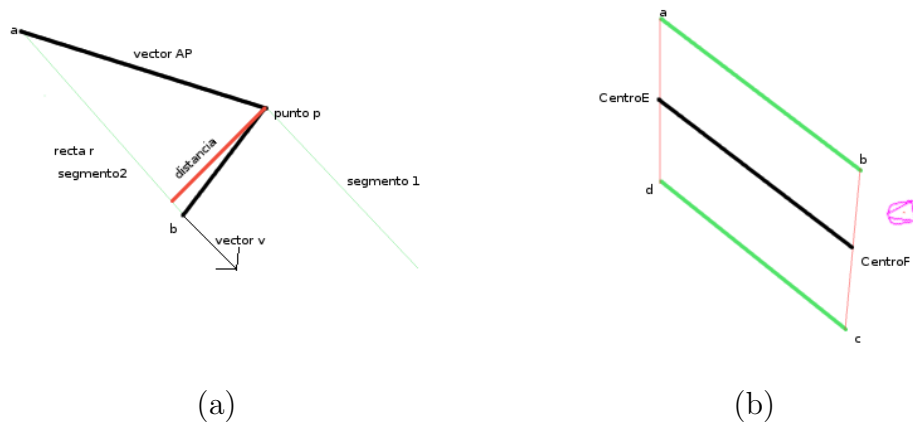 a
vector AP
punto p
distancia
recta r
segmento2
segmento 1
b
vector v
(a)
a
CentroE
b
d
CentroF
c
(b)